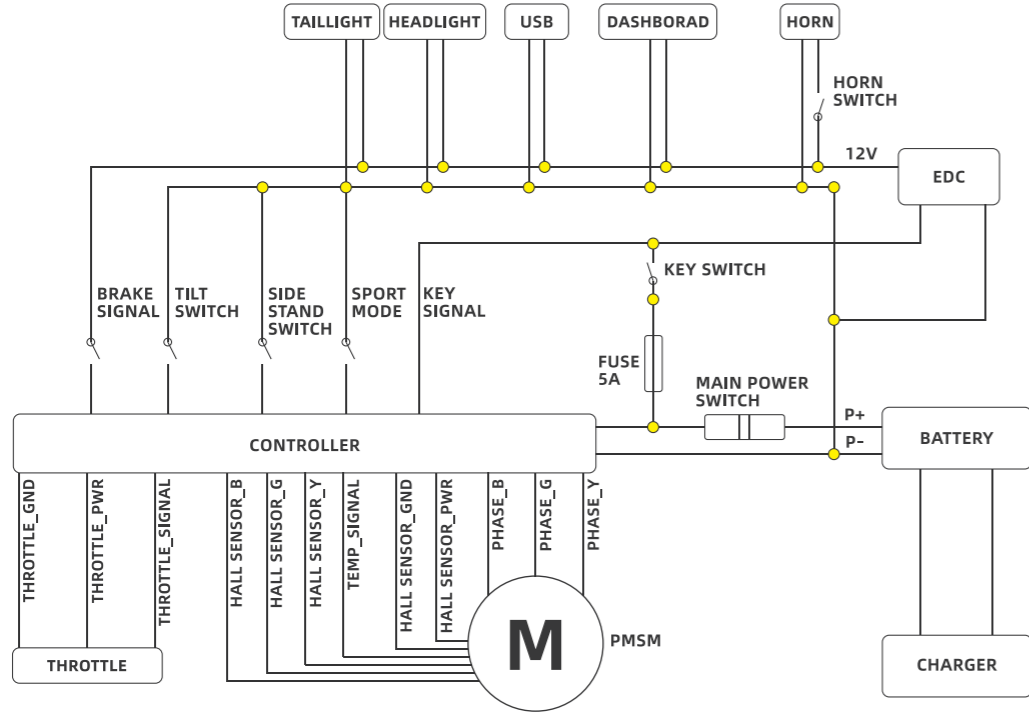 TAILLIGHT
HEADLIGHT
USB
DASHBORAD
HORN
HORN
SWITCH
12V
EDC
BRAKE
SIGNAL
TILT
SWITCH
SIDE
STAND
SWITCH
SPORT
MODE
KEY
SIGNAL
KEY SWITCH
FUSE
5A
MAIN POWER
SWITCH
P+
P-
BATTERY
CONTROLLER
THROTTLE_GND
THROTTLE_PWR
THROTTLE_SIGNAL
HALL SENSOR_B
HALL SENSOR_G
HALL SENSOR_Y
TEMP_SIGNAL
HALL SENSOR_GND
HALL SENSOR_PWR
PHASE_B
PHASE_G
PHASE_Y
M
PMSM
THROTTLE
CHARGER